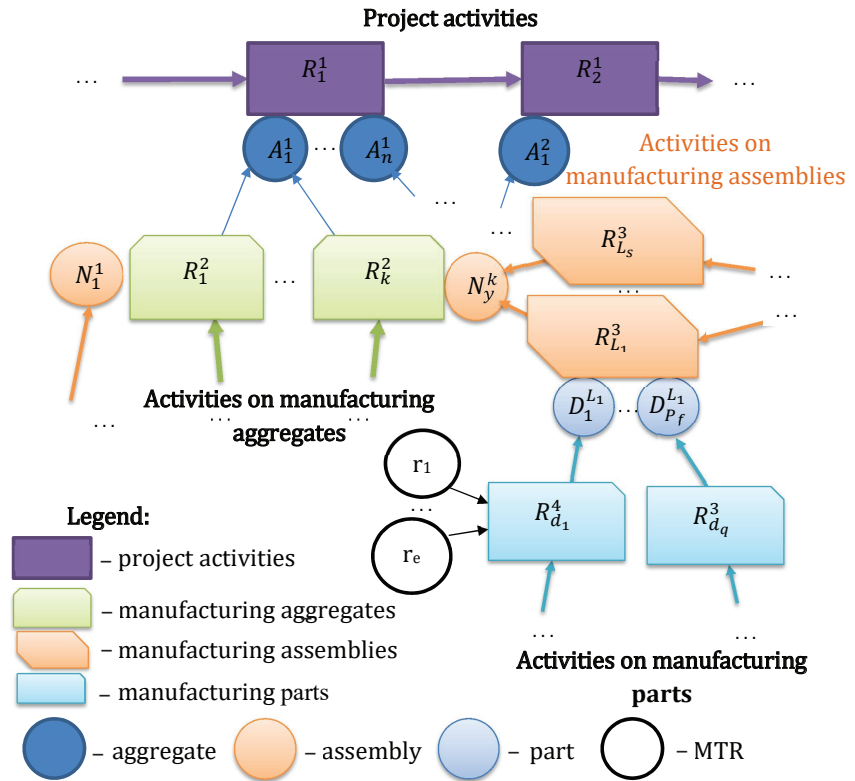 Project activities
...
R_1^1
R_2^1
...
A_1^1
...
A_n^1
A_1^2
Activities on
manufacturing assemblies
...
...
N_1^1
R_1^2
...
R_k^2
N_y^k
R_{L_s}^3
...
...
R_{L_1}^3
...
Activities on manufacturing
aggregates
...
...
...
D_1^{L_1}
...
D_{P_f}^{L_1}
r_1
...
r_e
R_{d_1}^4
R_{d_q}^3
...
...
Activities on manufacturing
parts
Legend:
– project activities
– manufacturing aggregates
– manufacturing assemblies
– manufacturing parts
– aggregate
– assembly
– part
– MTR